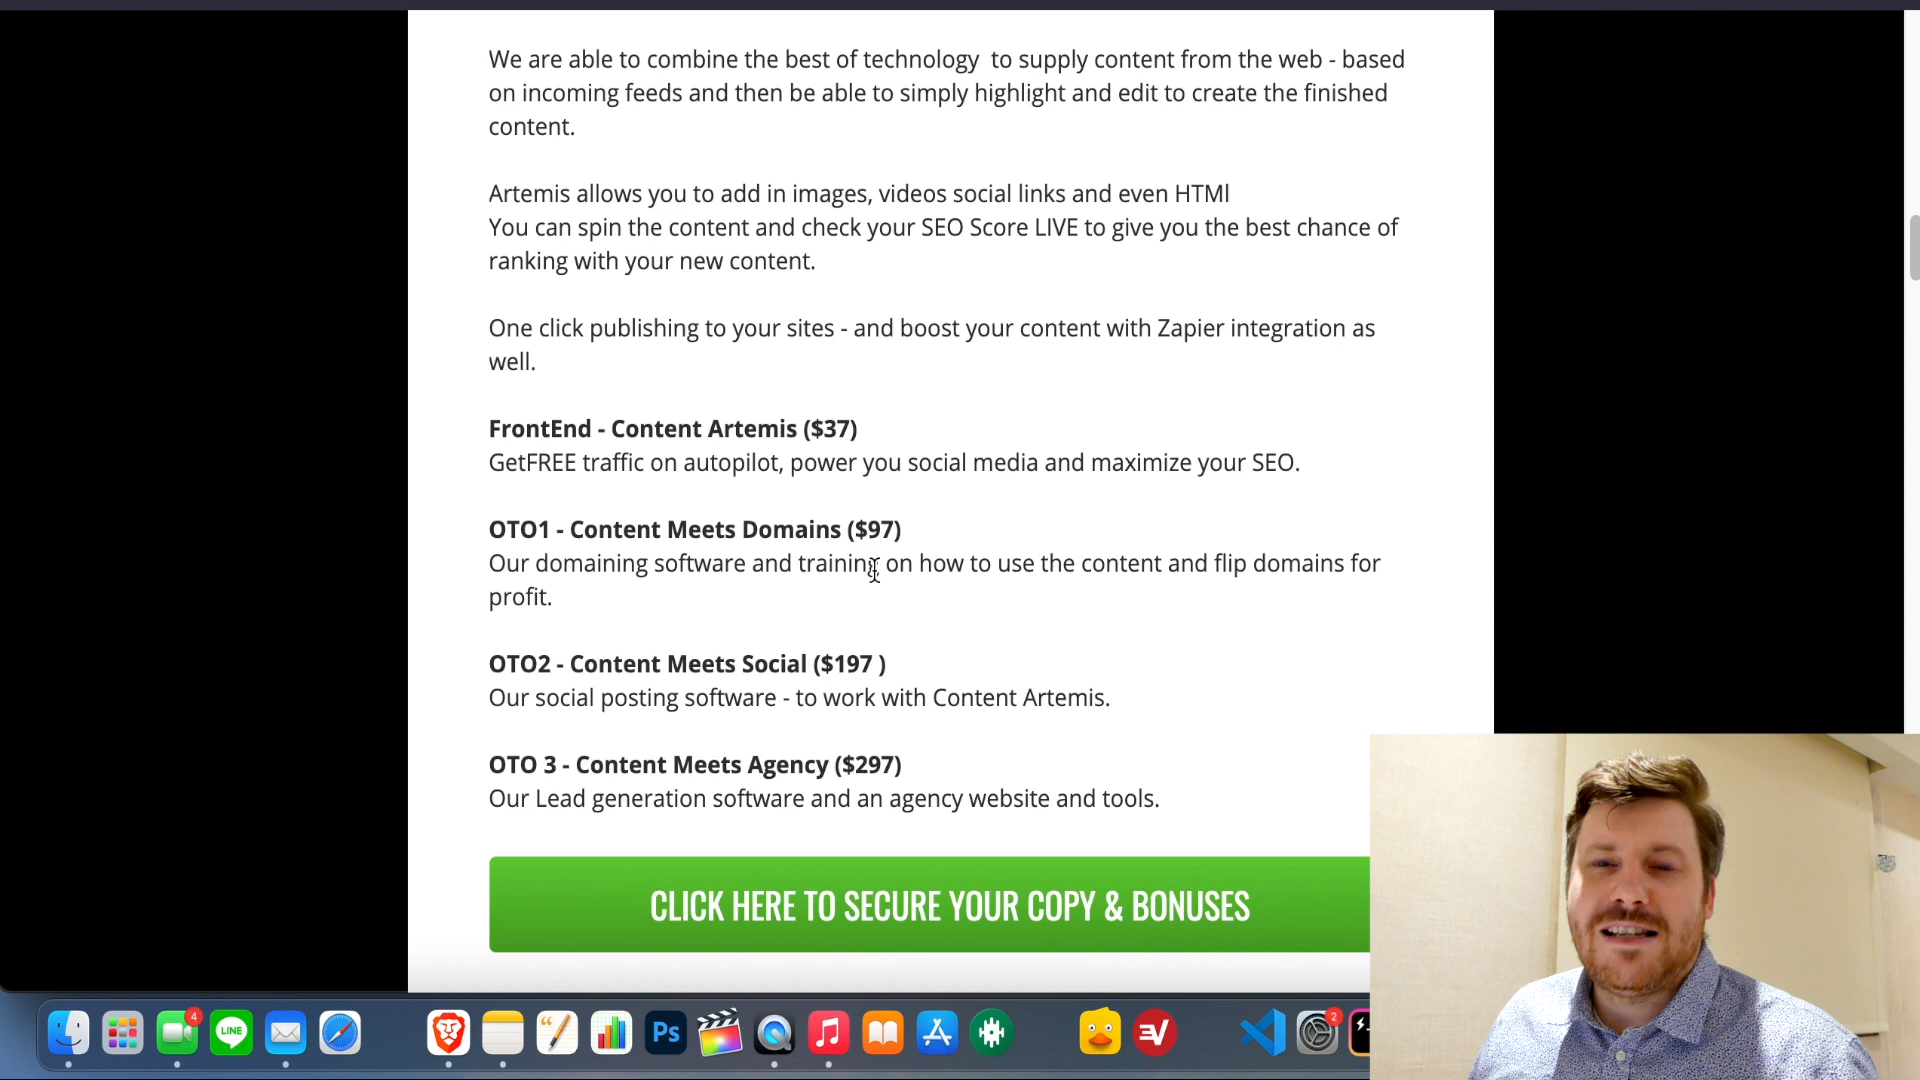 We are able to combine the best of technology  to supply content from the web - based
on incoming feeds and then be able to simply highlight and edit to create the finished
content.
Artemis allows you to add in images, videos social links and even HTMl
You can spin the content and check your SEO Score LIVE to give you the best chance of
ranking with your new content.
One click publishing to your sites - and boost your content with Zapier integration as
well.
FrontEnd - Content Artemis ($37)
GetFREE traffic on autopilot, power you social media and maximize your SEO.
OTO1 - Content Meets Domains ($97)
Our domaining software and training on how to use the content and flip domains for
profit.
OTO2 - Content Meets Social ($197 )
Our social posting software - to work with Content Artemis.
OTO 3 - Content Meets Agency ($297)
Our Lead generation software and an agency website and tools.
CLICK HERE TO SECURE YOUR COPY & BONUSES
4
LINE
Ps
EV
2